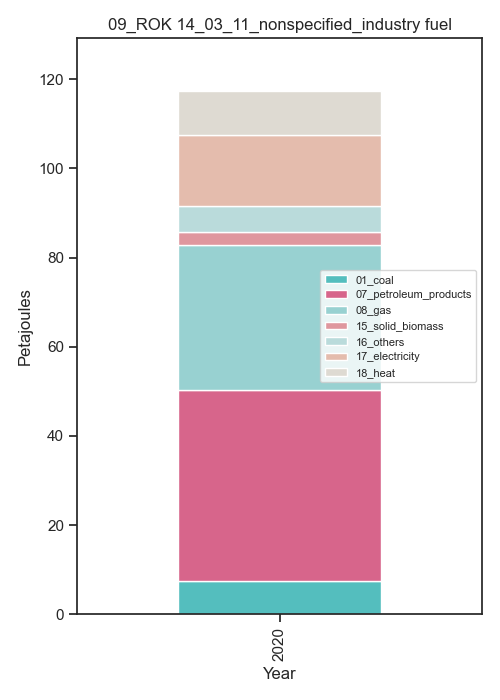 09_ROK 14_03_11_nonspecified_industry fuel
120
100
80
60
40
20
0
Petajoules
01_coal
07_petroleum_products
08_gas
15_solid_biomass
16_others
17_electricity
18_heat
2020
Year